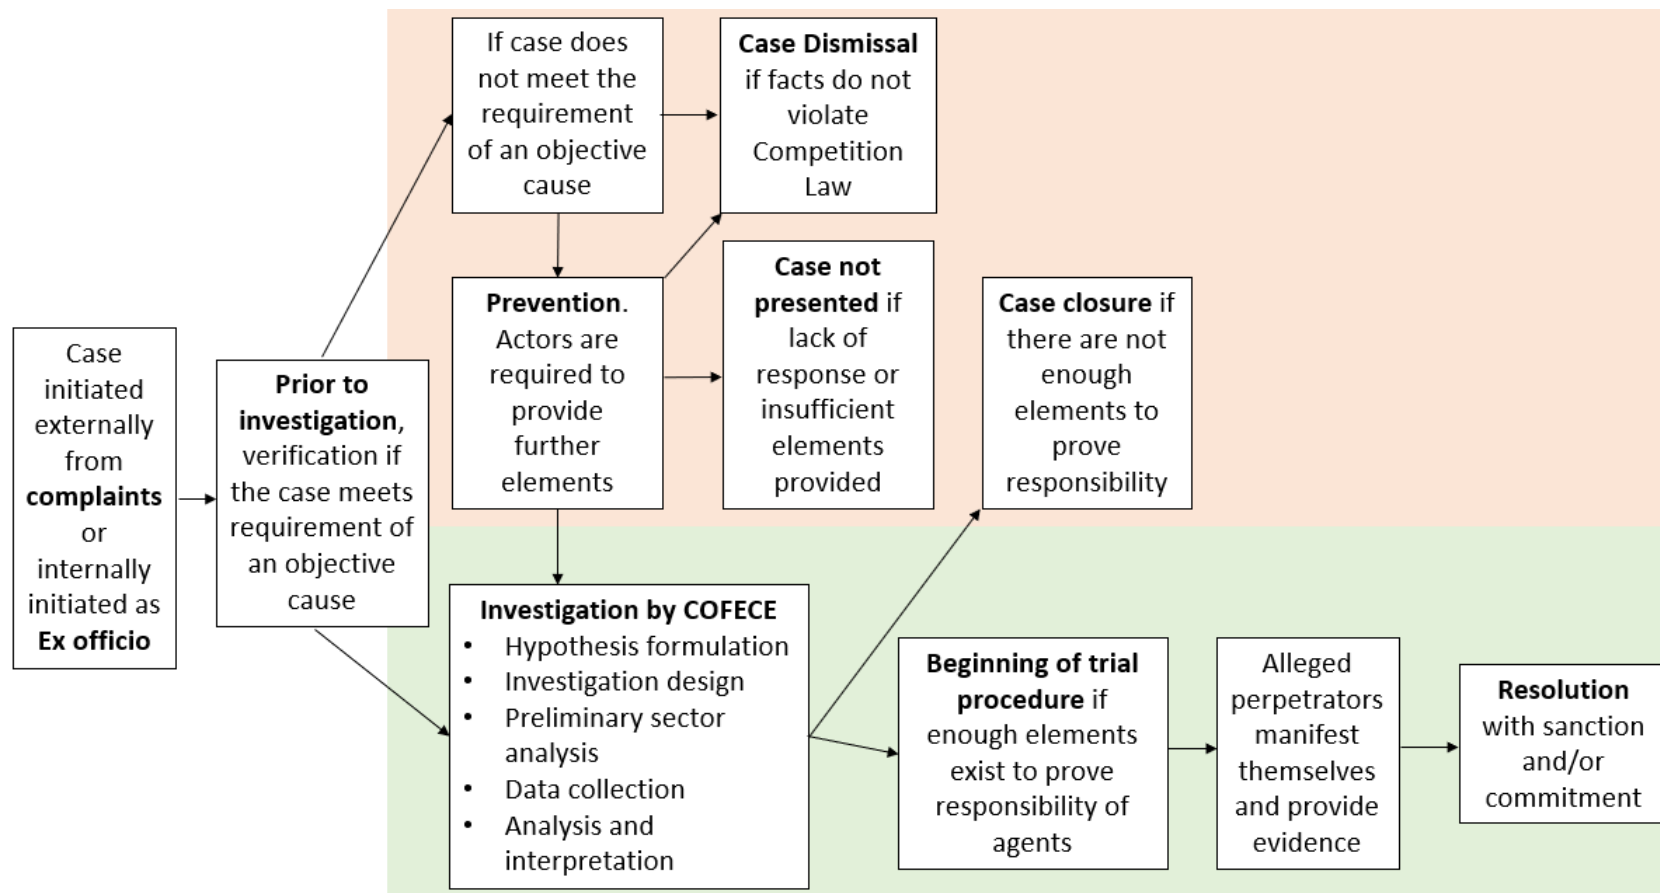 Case
initiated
externally
from
complaints
or
internally
initiated as
Ex officio
Prior to
investigation,
verification if
the case meets
requirement of
an objective
cause
If case does
not meet the
requirement
of an objective
cause
Case Dismissal
if facts do not
violate
Competition
Law
Prevention.
Actors are
required to
provide
further
elements
Case not
presented if
lack of
response or
insufficient
elements
provided
Case closure if
there are not
enough
elements to
prove
responsibility
Investigation by COFECE
• Hypothesis formulation
• Investigation design
• Preliminary sector
analysis
• Data collection
• Analysis and
interpretation
Beginning of trial
procedure if
enough elements
exist to prove
responsibility of
agents
Alleged
perpetrators
manifest
themselves
and provide
evidence
Resolution
with sanction
and/or
commitment